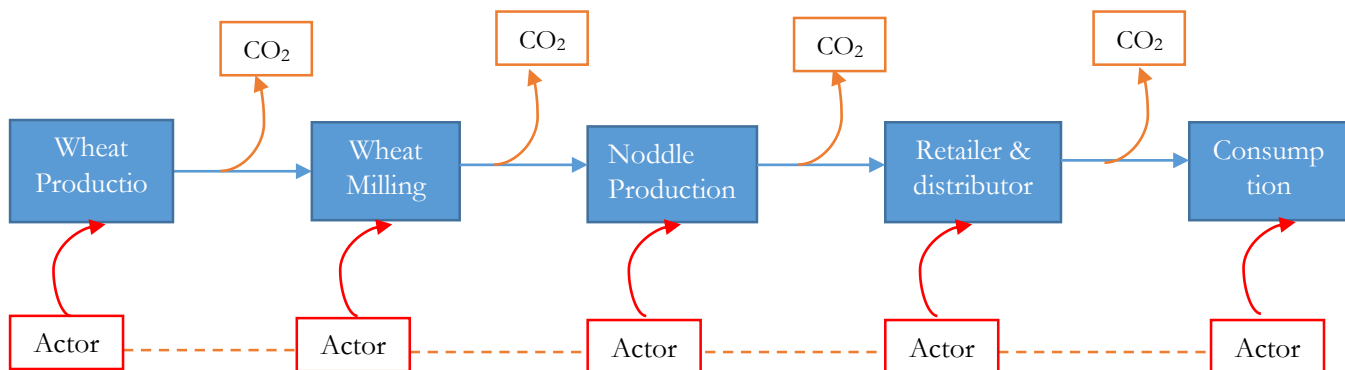 CO₂
CO₂
CO₂
CO₂
Wheat
Productio
Wheat
Milling
Noddle
Production
Retailer &
distributor
Consump
tion
Actor
Actor
Actor
Actor
Actor